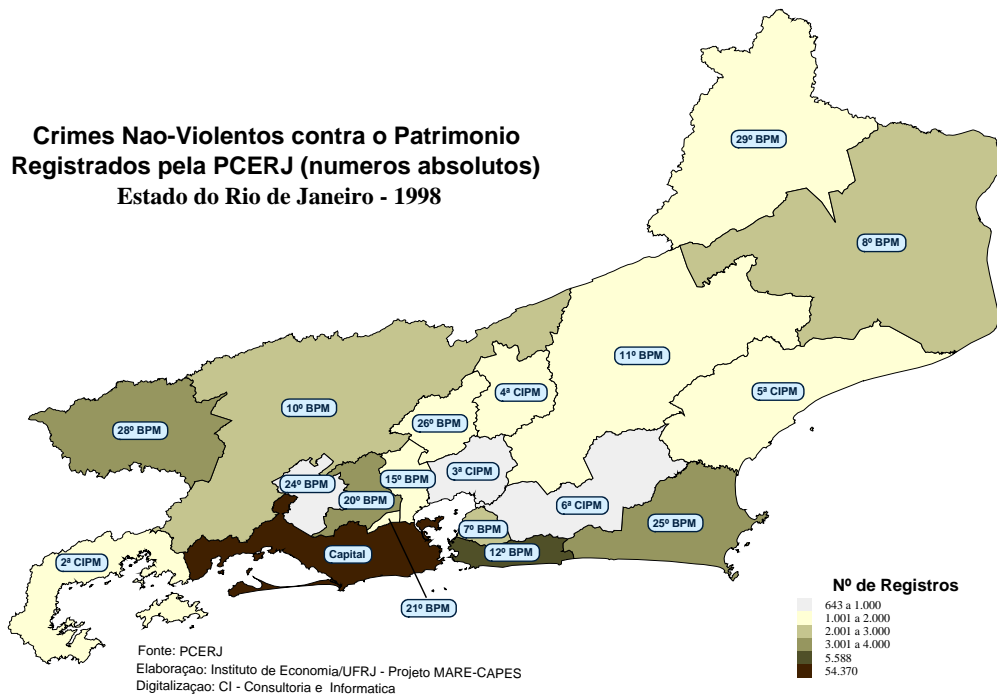 Crimes Nao-Violentos contra o Patrimonio
Registrados pela PCERJ (numeros absolutos)
Estado do Rio de Janeiro - 1998
29º BPM
8º BPM
11º BPM
4ª CIPM
5ª CIPM
10º BPM
26º BPM
28º BPM
3ª CIPM
15º BPM
24º BPM
20º BPM
6ª CIPM
25º BPM
7º BPM
12º BPM
Capital
2ª CIPM
21º BPM
Nº de Registros
643 a 1.000
1.001 a 2.000
2.001 a 3.000
3.001 a 4.000
5.588
54.370
Fonte: PCERJ
Elaboraçao: Instituto de Economia/UFRJ - Projeto MARE-CAPES
Digitalizaçao: CI - Consultoria e Informatica